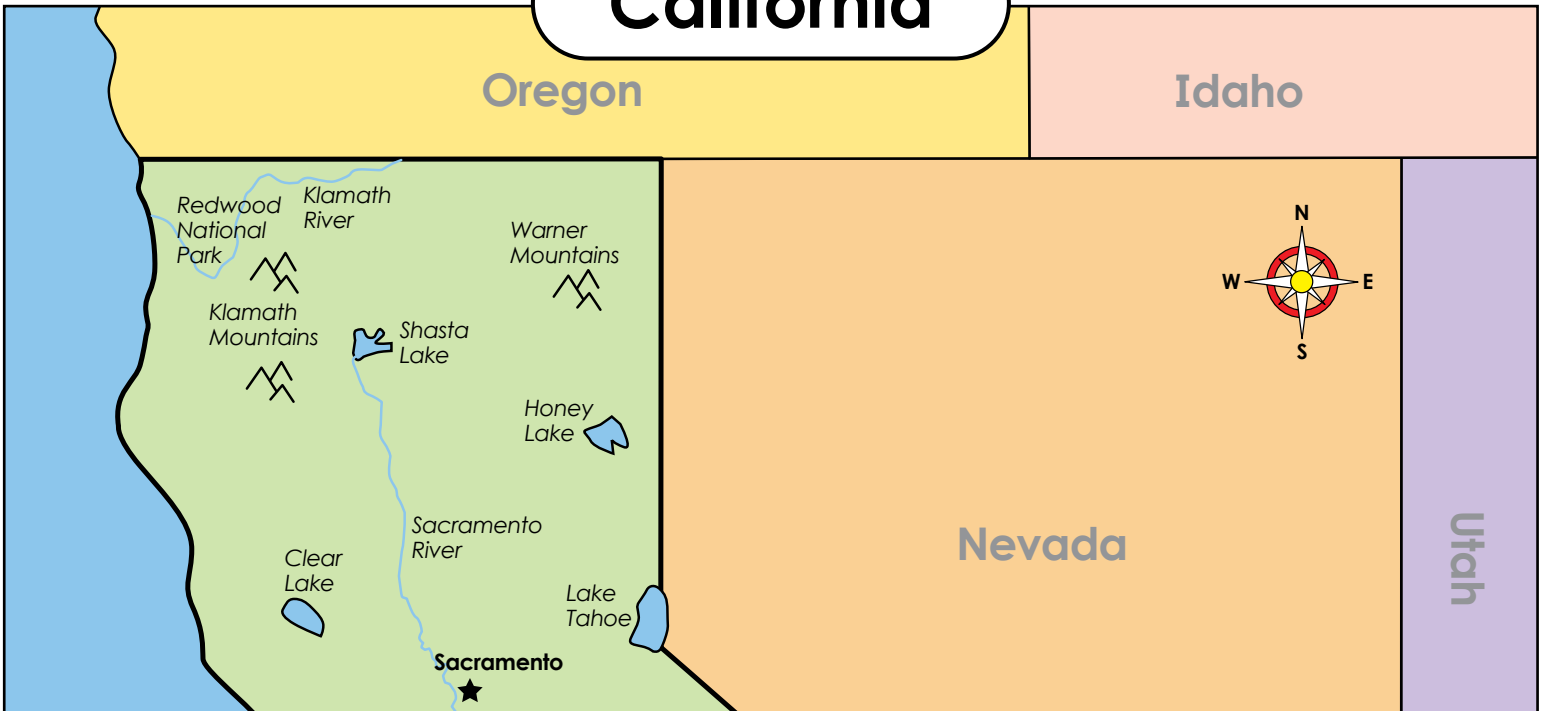 California
Oregon
Idaho
Redwood
National
Park
Klamath
River
Warner
Mountains
N
W
E
S
Klamath
Mountains
Shasta
Lake
Honey
Lake
Sacramento
River
Nevada
Utah
Clear
Lake
Lake
Tahoe
Sacramento